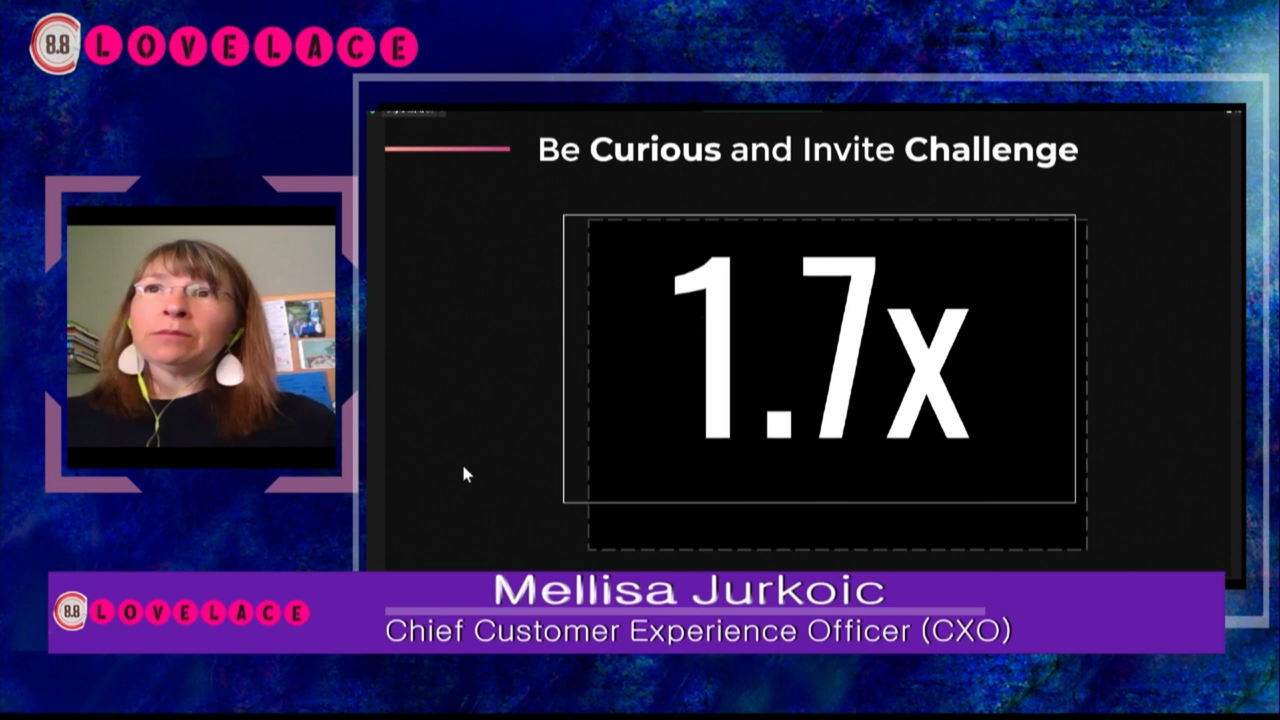 8.8 LOVELACE
Be Curious and Invite Challenge
1.7x
Mellisa Jurkoic
8.8 LOVELACE
Chief Customer Experience Officer (CXO)